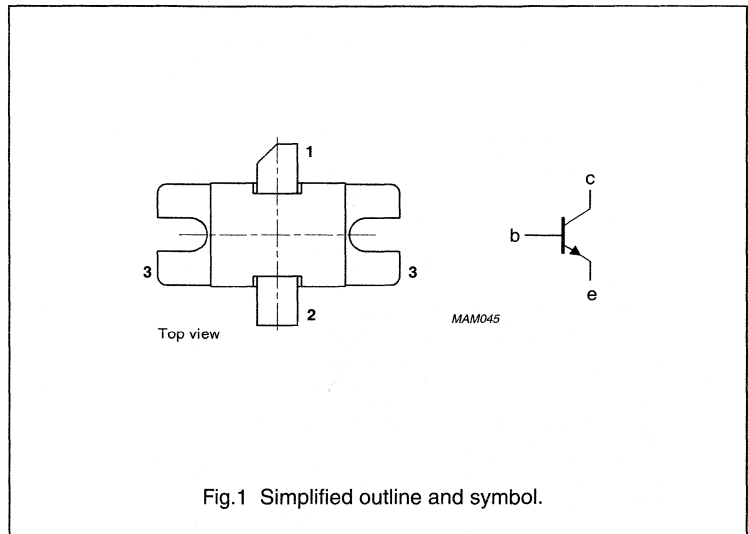 1
c
b
3
3
e
2
MAM045
Top view
Fig.1 Simplified outline and symbol.